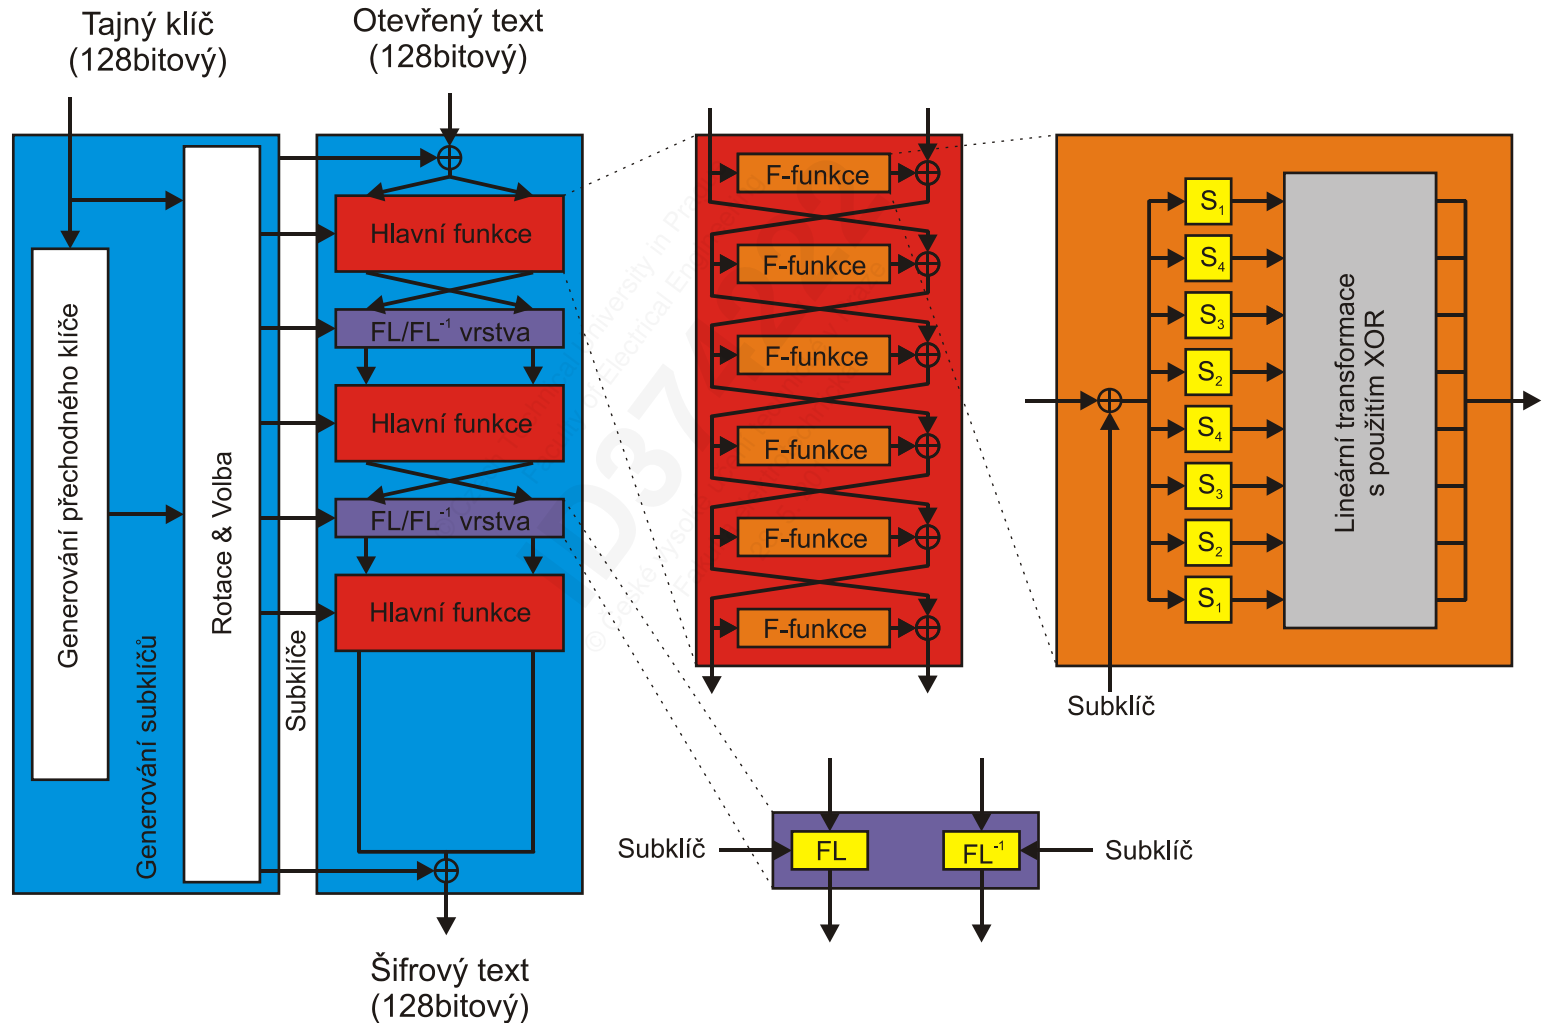 Tajný klíč
(128bitový)
Otevřený text
(128bitový)
Generování přechodného klíče
Generování subklíčů
Rotace & Volba
Subklíče
Hlavní funkce
FL/FL⁻¹ vrstva
Hlavní funkce
FL/FL⁻¹ vrstva
Hlavní funkce
Šifrový text
(128bitový)
F-funkce
F-funkce
F-funkce
F-funkce
F-funkce
F-funkce
S₁
S₄
S₃
S₂
S₄
S₃
S₂
S₁
Lineární transformace
s použitím XOR
Subklíč
Subklíč
FL
FL⁻¹
Subklíč